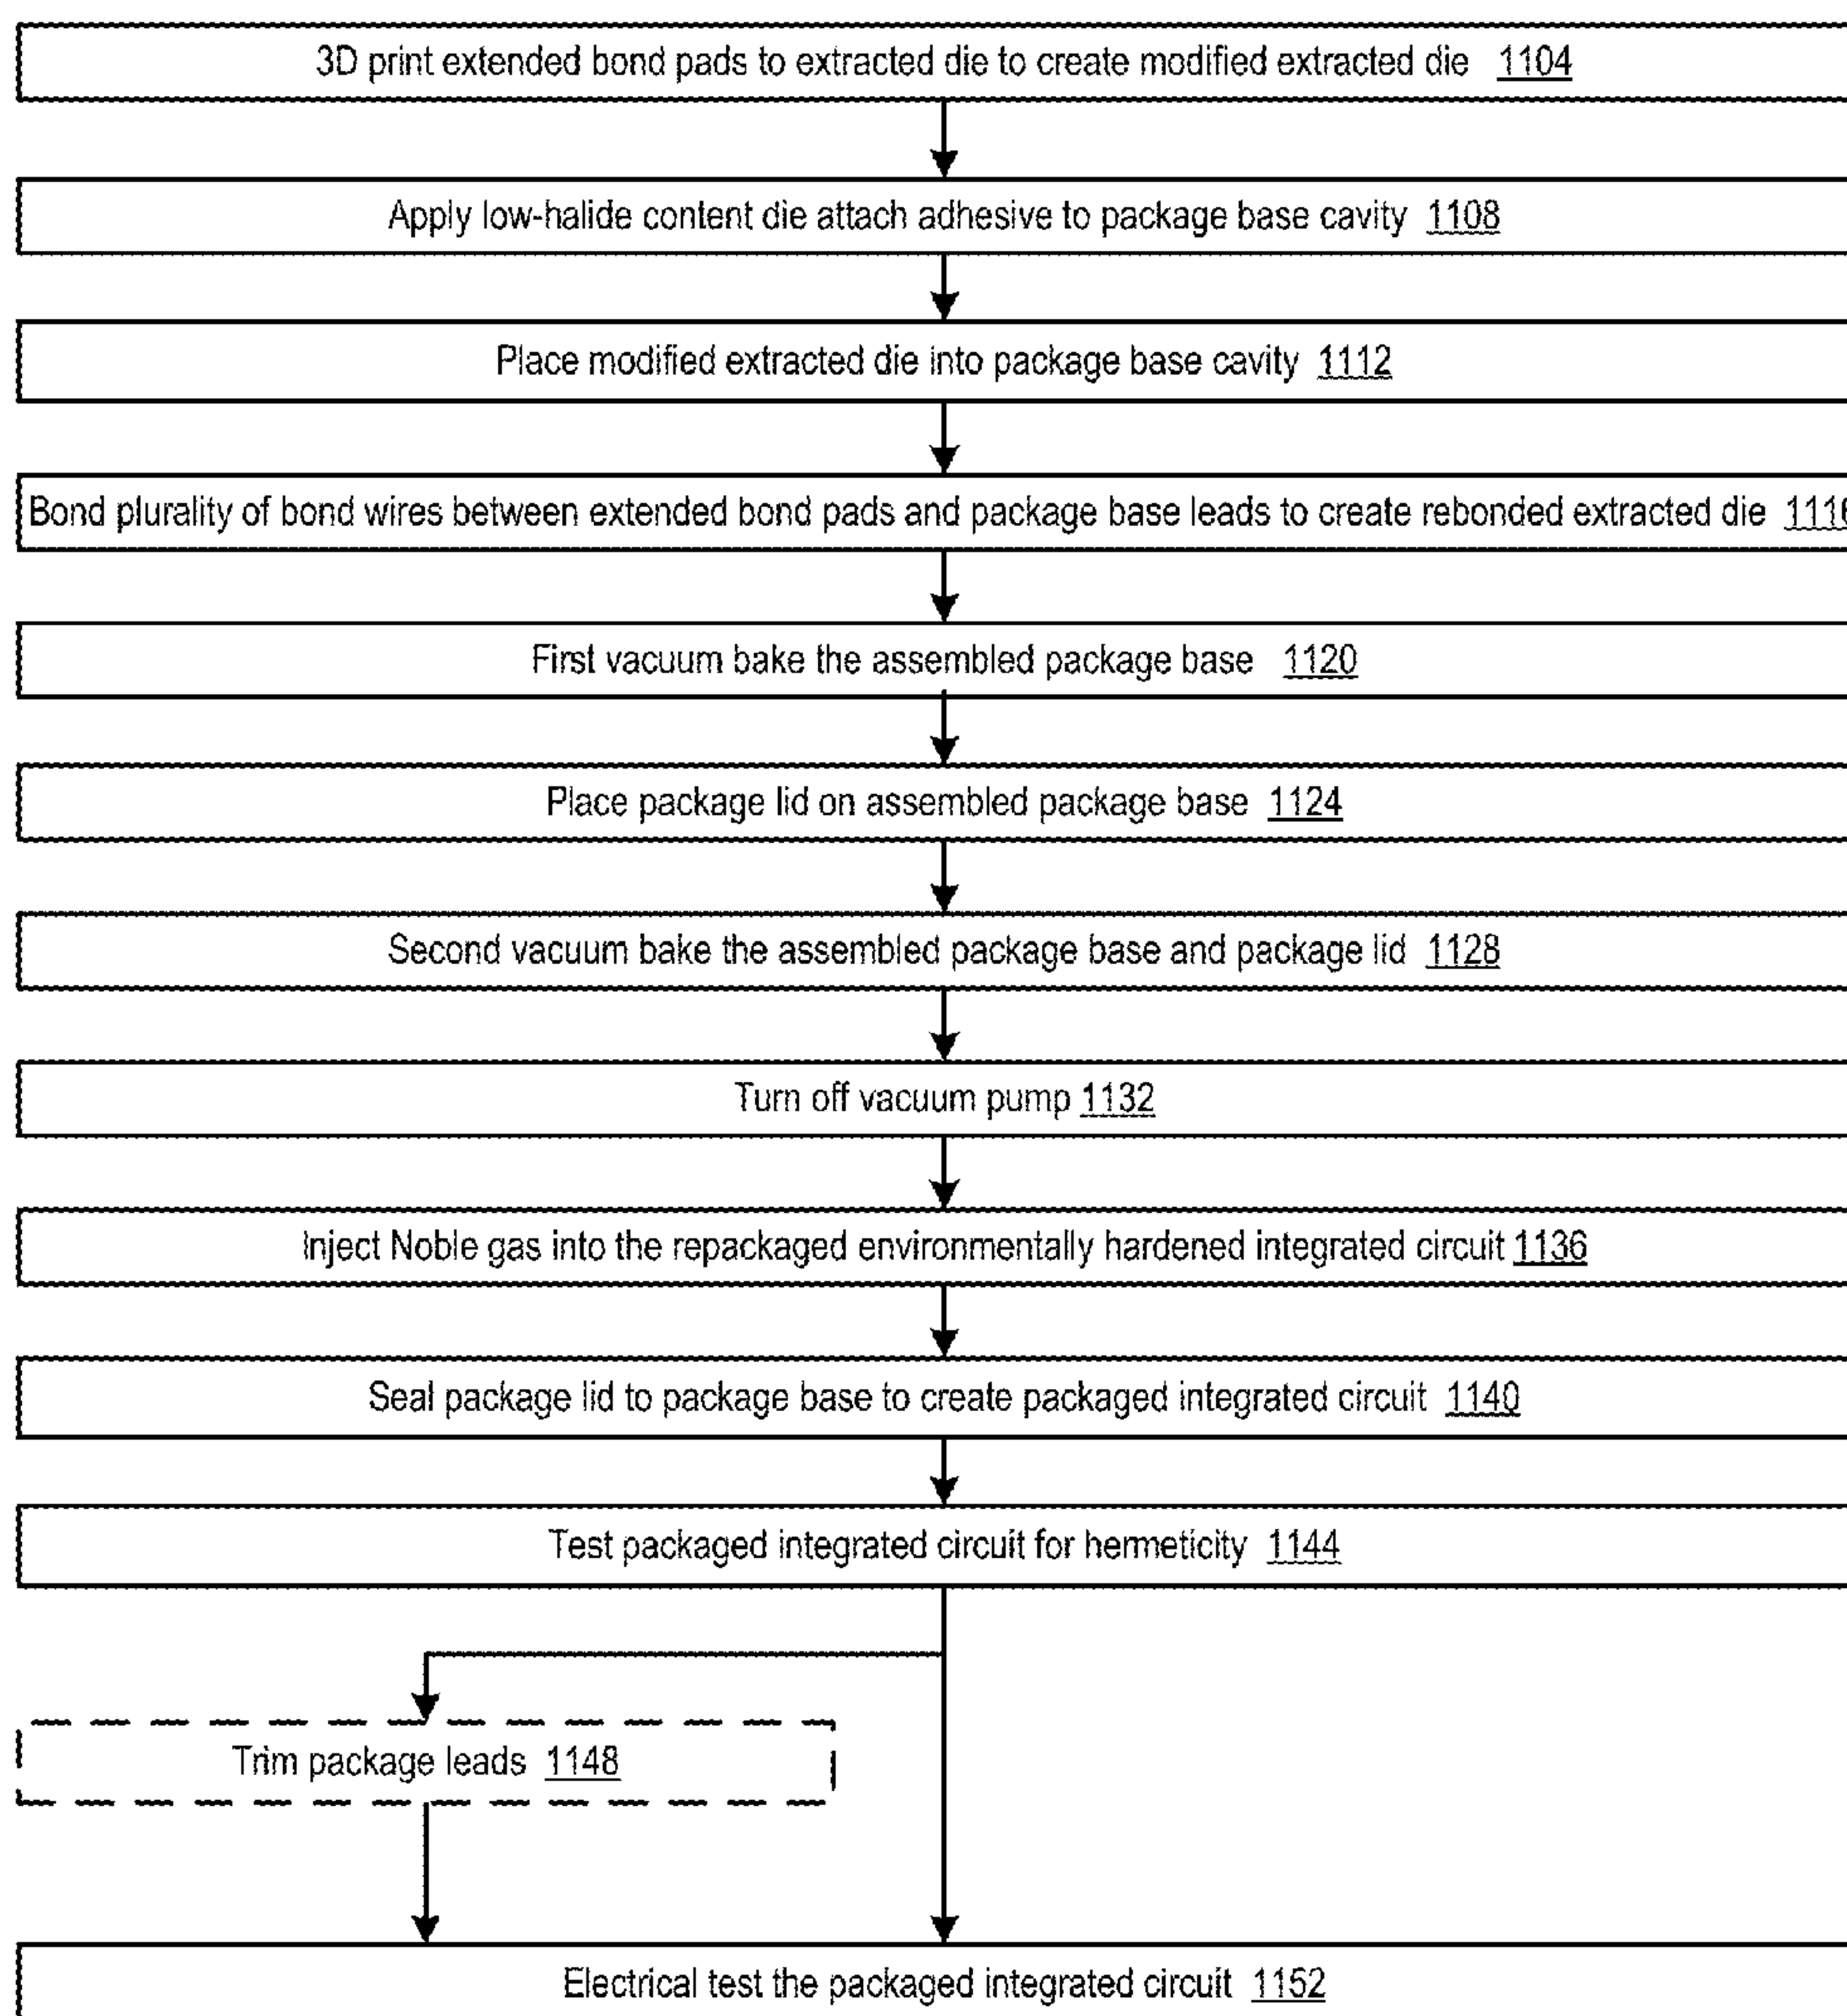 3D print extended bond pads to extracted die to create modified extracted die 1104
Apply low-halide content die attach adhesive to package base cavity 1108
Place modified extracted die into package base cavity 1112
Bond plurality of bond wires between extended bond pads and package base leads to create rebonded extracted die 1116
First vacuum bake the assembled package base 1120
Place package lid on assembled package base 1124
Second vacuum bake the assembled package base and package lid 1128
Turn off vacuum pump 1132
Inject Noble gas into the repackaged environmentally hardened integrated circuit 1136
Seal package lid to package base to create packaged integrated circuit 1140
Test packaged integrated circuit for hermeticity 1144
Trim package leads 1148
Electrical test the packaged integrated circuit 1152